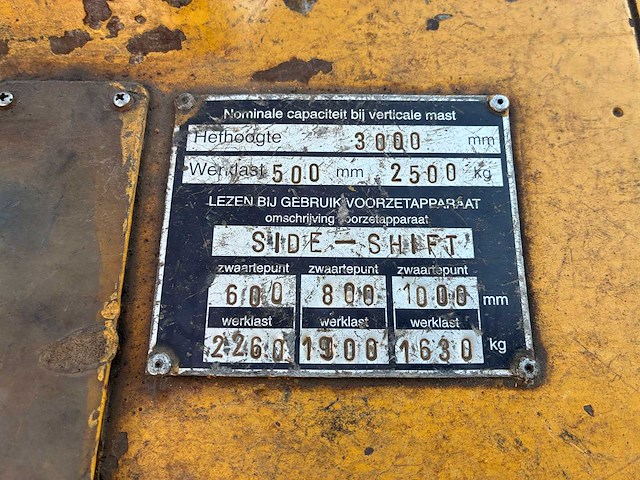 Nominale capaciteit bij verticale mast
Hefhoogte 3000 mm
Werklast 500 mm 2500 kg
LEZEN BIJ GEBRUIK VOORZETAPPARAAT
omschrijving voorzetapparaat
SIDE-SHIFT
zwaartepunt zwaartepunt zwaartepunt
600 800 1000 mm
werklast werklast werklast
2260 1900 1630 kg